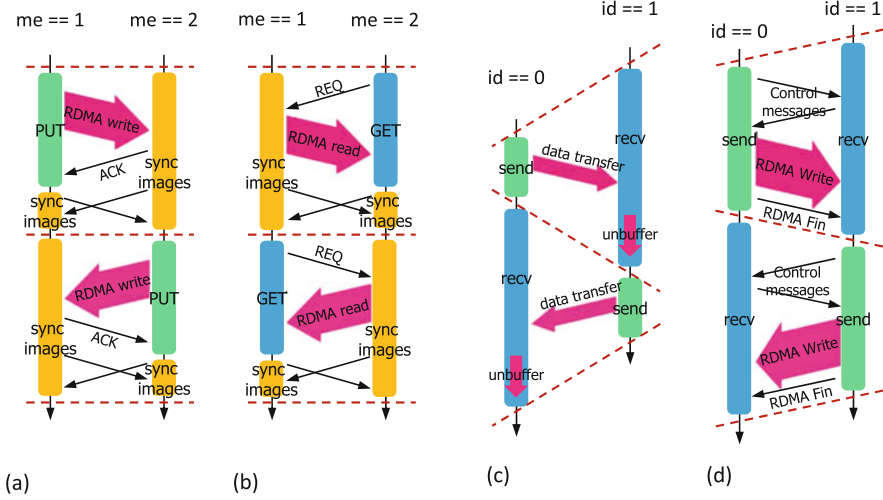 me == 1
me == 2
REQ
RDMA write
PUT
ACK
sync
images
sync
images
RDMA write
PUT
ACK
sync
images
sync
images
(a)
me == 1
me == 2
REQ
GET
RDMA read
sync
images
sync
images
REQ
GET
RDMA read
sync
images
sync
images
(b)
id == 1
id == 0
recv
data transfer
send
unbuffer
recv
data transfer
send
unbuffer
(c)
id == 1
id == 0
Control
messages
send
recv
RDMA Write
RDMA Fin
Control
messages
recv
send
RDMA Write
RDMA Fin
(d)